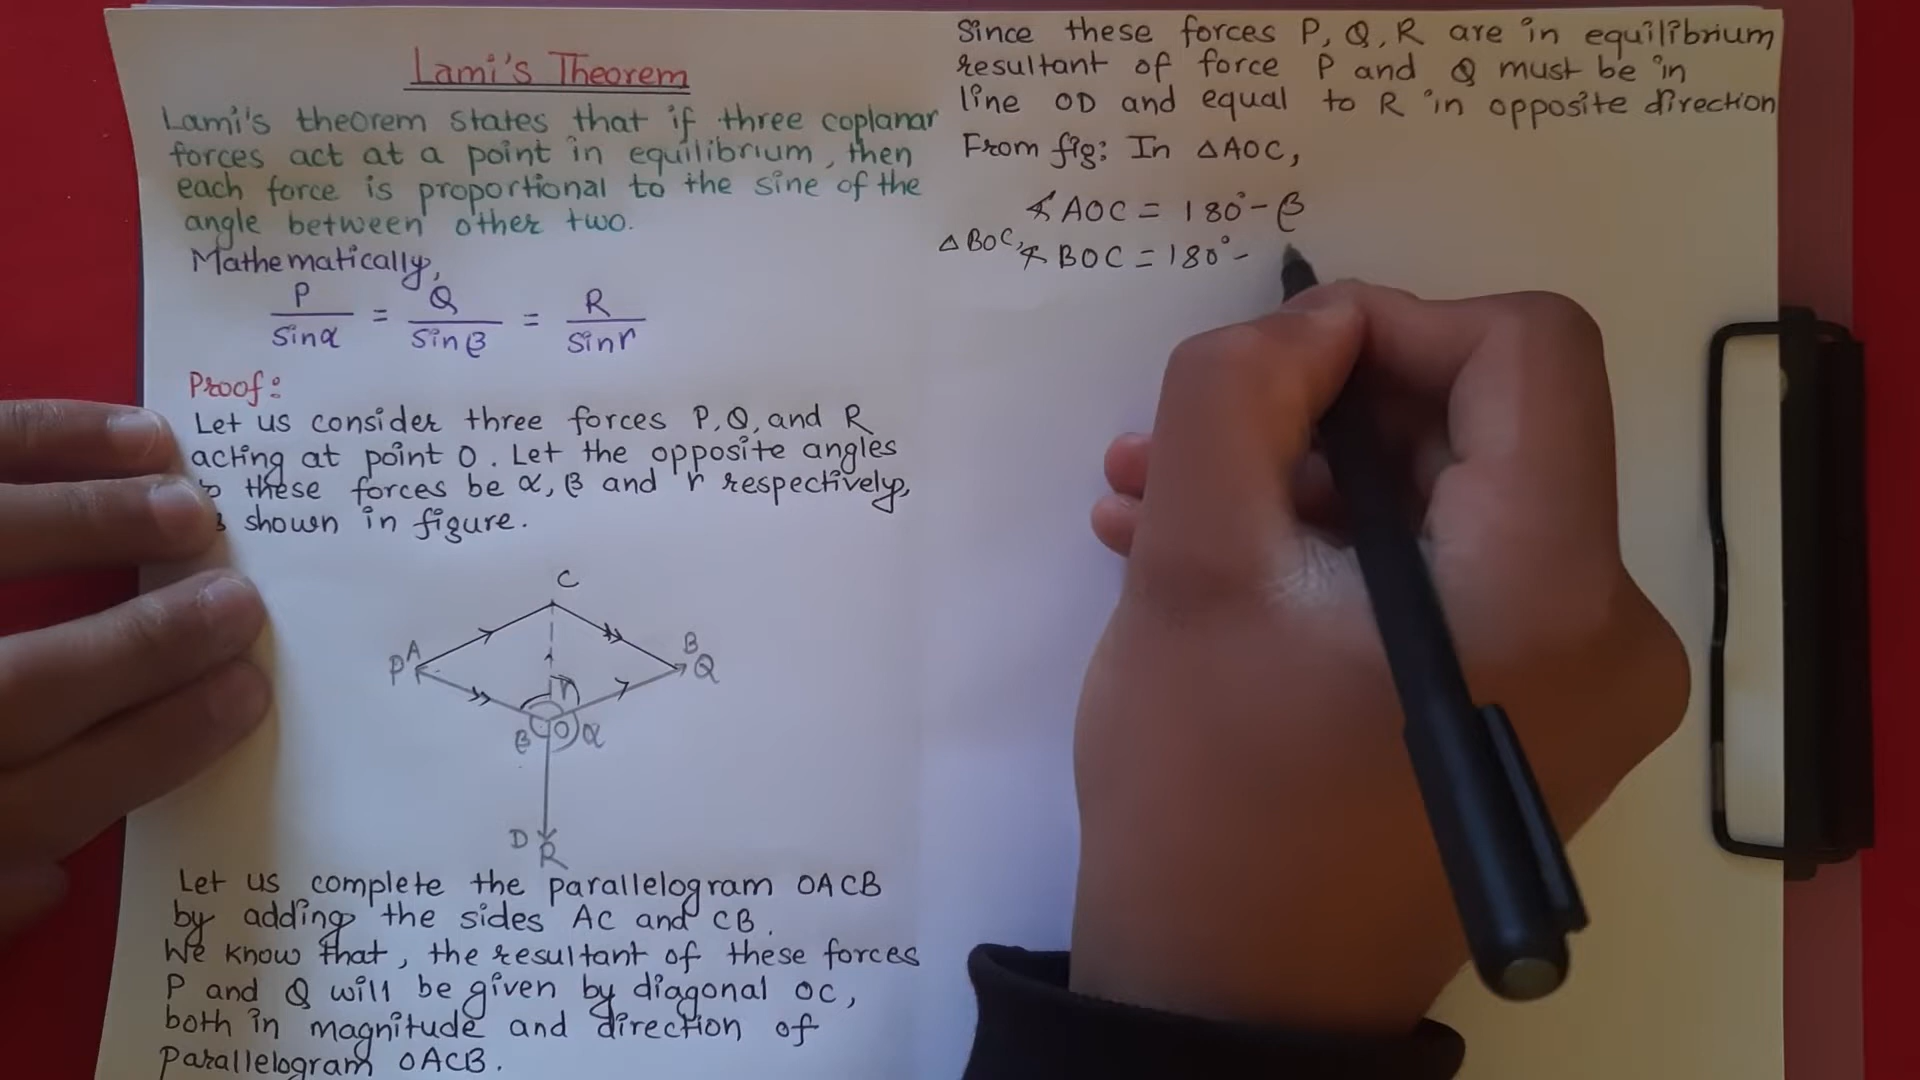 Lami's Theorem
Lami's theorem states that if three coplanar
forces act at a point in equilibrium, then
each force is proportional to the sine of the
angle between other two.
Mathematically,
P/sinα = Q/sinβ = R/sinr
Proof:
Let us consider three forces P, Q, and R
acting at point O. Let the opposite angles
these forces be α, β and r respectively,
shown in figure.
C
A
P
B
Q
r
β
O
α
D
R
Let us complete the parallelogram OACB
by adding the sides AC and CB.
We know that, the resultant of these forces
P and Q will be given by diagonal OC,
both in magnitude and direction of
parallelogram OACB.
Since these forces P, Q, R are in equilibrium
resultant of force P and Q must be in
line OD and equal to R in opposite direction
From fig: In ΔAOC,
∢AOC = 180° - β
ΔBOC, ∢BOC = 180° -